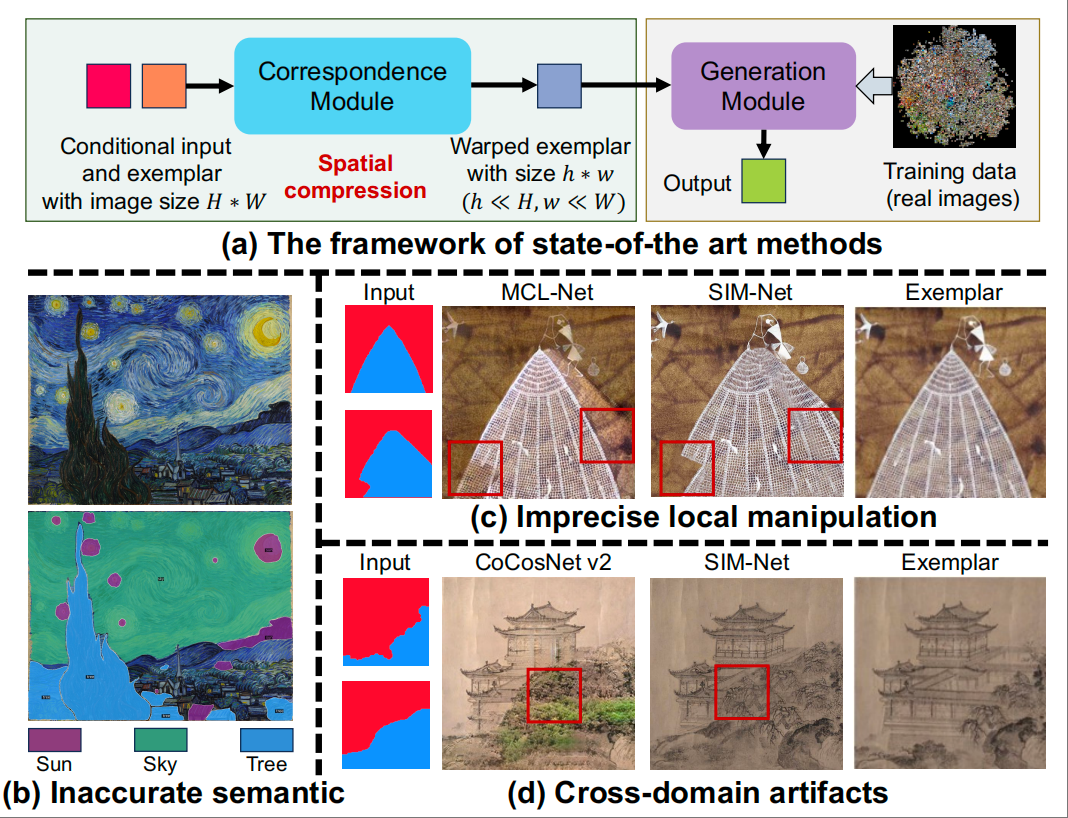 Correspondence
Module
Generation
Module
Conditional input
and exemplar
with image size H * W
Spatial
compression
Warped exemplar
with size h * w
(h ≪ H, w ≪ W)
Output
Training data
(real images)
(a) The framework of state-of-the art methods
Input
MCL-Net
SIM-Net
Exemplar
(c) Imprecise local manipulation
Input
CoCosNet v2
SIM-Net
Exemplar
Sun
Sky
Tree
(b) Inaccurate semantic
(d) Cross-domain artifacts